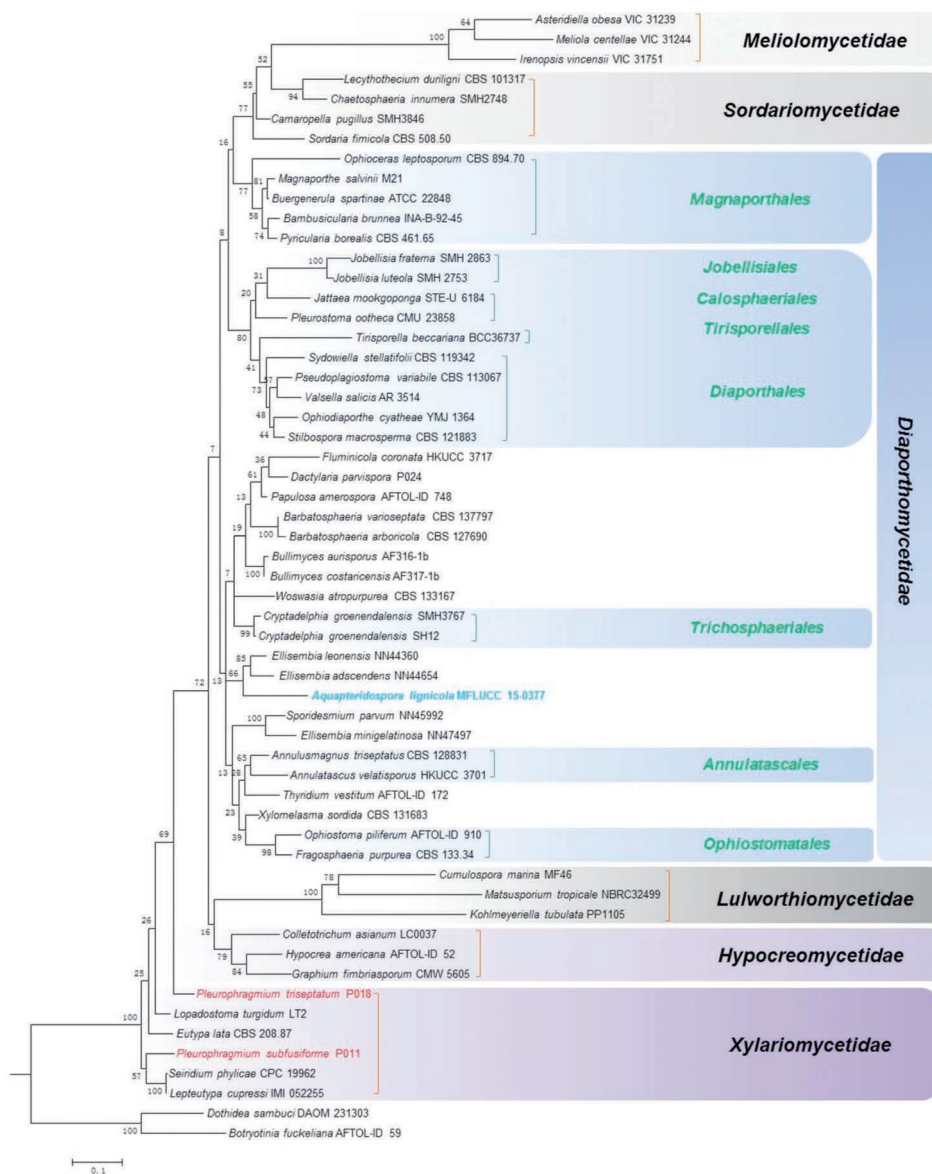 Asteridiella obesa VIC 31239
64
Meliola centellae VIC 31244
100
Meliolomycetidae
Irenopsis vincensii VIC 31751
52
Lecythothecium duriligni CBS 101317
55
94
Chaetosphaeria innumera SMH2748
Sordariomycetidae
77
Camaropella pugillus SMH3846
Sordaria fimicola CBS 508.50
16
Ophioceras leptosporum CBS 894.70
81
Magnaporthe salvinii M21
77
Buergenerula spartinae ATCC 22848
Magnaporthales
58
Bambusicularia brunnea INA-B-92-45
8
74
Pyricularia borealis CBS 461.65
100
Jobellisia fraterna SMH 2863
Jobellisiales
31
Jobellisia luteola SMH 2753
20
Jattaea mookgoponga STE-U 6184
Calosphaeriales
Pleurostoma ootheca CMU 23858
Tirisporellales
80
Tirisporella beccariana BCC36737
41
Sydowiella stellatifolii CBS 119342
57
Pseudoplagiostoma variabile CBS 113067
73
Valsella salicis AR 3514
Diaporthales
48
Ophiodiaporthe cyatheae YMJ 1364
44
Stilbospora macrosperma CBS 121883
7
36
Fluminicola coronata HKUCC 3717
61
Dactylaria parvispora P024
13
Papulosa amerospora AFTOL-ID 748
Barbatosphaeria varioseptata CBS 137797
19
100
Barbatosphaeria arboricola CBS 127690
Bullimyces aurisporus AF316-1b
7
100
Bullimyces costaricensis AF317-1b
Woswasia atropurpurea CBS 133167
Cryptadelphia groenendalensis SMH3767
Trichosphaeriales
99
Cryptadelphia groenendalensis SH12
85
Ellisembia leonensis NN44360
72
13
66
Ellisembia adscendens NN44654
Aquapteridospora lignicola MFLUCC 15-0377
100
Sporidesmium parvum NN45992
Ellisembia minigelatinosa NN47497
65
Annulusmagnus triseptatus CBS 128831
Annulatascales
13
28
Annulatascus velatisporus HKUCC 3701
Thyridium vestitum AFTOL-ID 172
23
Xylomelasma sordida CBS 131683
69
39
Ophiostoma piliferum AFTOL-ID 910
Ophiostomatales
98
Fragosphaeria purpurea CBS 133.34
Diaporthomycetidae
78
Cumulospora marina MF46
100
Matsusporium tropicale NBRC32499
Lulworthiomycetidae
Kohlmeyeriella tubulata PP1105
26
16
Colletotrichum asianum LC0037
79
Hypocrea americana AFTOL-ID 52
Hypocreomycetidae
84
Graphium fimbriasporum CMW 5605
25
Pleurophragmium triseptatum P018
Lopadostoma turgidum LT2
100
Eutypa lata CBS 208.87
Xylariomycetidae
Pleurophragmium subfusiforme P011
57
Seiridium phylicae CPC 19962
100
Lepteutypa cupressi IMI 052255
Dothidea sambuci DAOM 231303
100
Botryotinia fuckeliana AFTOL-ID 59
0.1